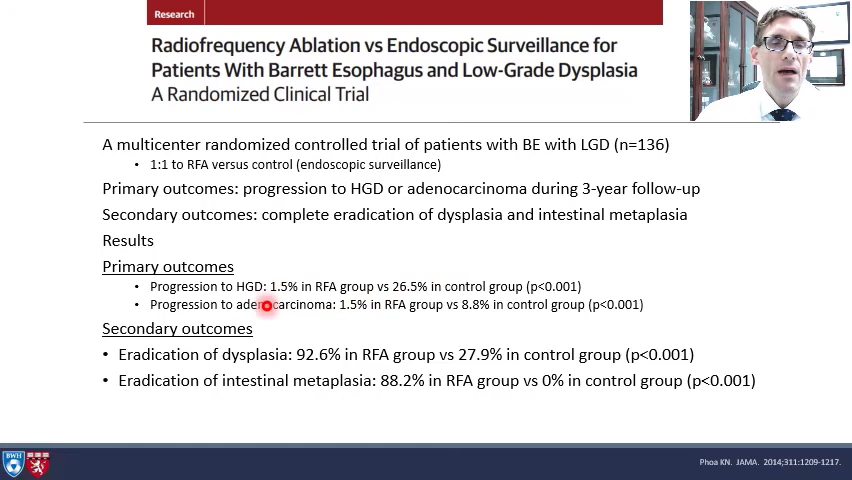 Research
Radiofrequency Ablation vs Endoscopic Surveillance for
Patients With Barrett Esophagus and Low-Grade Dysplasia
A Randomized Clinical Trial
A multicenter randomized controlled trial of patients with BE with LGD (n=136)
• 1:1 to RFA versus control (endoscopic surveillance)
Primary outcomes: progression to HGD or adenocarcinoma during 3-year follow-up
Secondary outcomes: complete eradication of dysplasia and intestinal metaplasia
Results
Primary outcomes
• Progression to HGD: 1.5% in RFA group vs 26.5% in control group (p<0.001)
• Progression to adenocarcinoma: 1.5% in RFA group vs 8.8% in control group (p<0.001)
Secondary outcomes
• Eradication of dysplasia: 92.6% in RFA group vs 27.9% in control group (p<0.001)
• Eradication of intestinal metaplasia: 88.2% in RFA group vs 0% in control group (p<0.001)
BWH
Phoa KN. JAMA. 2014;311:1209-1217.